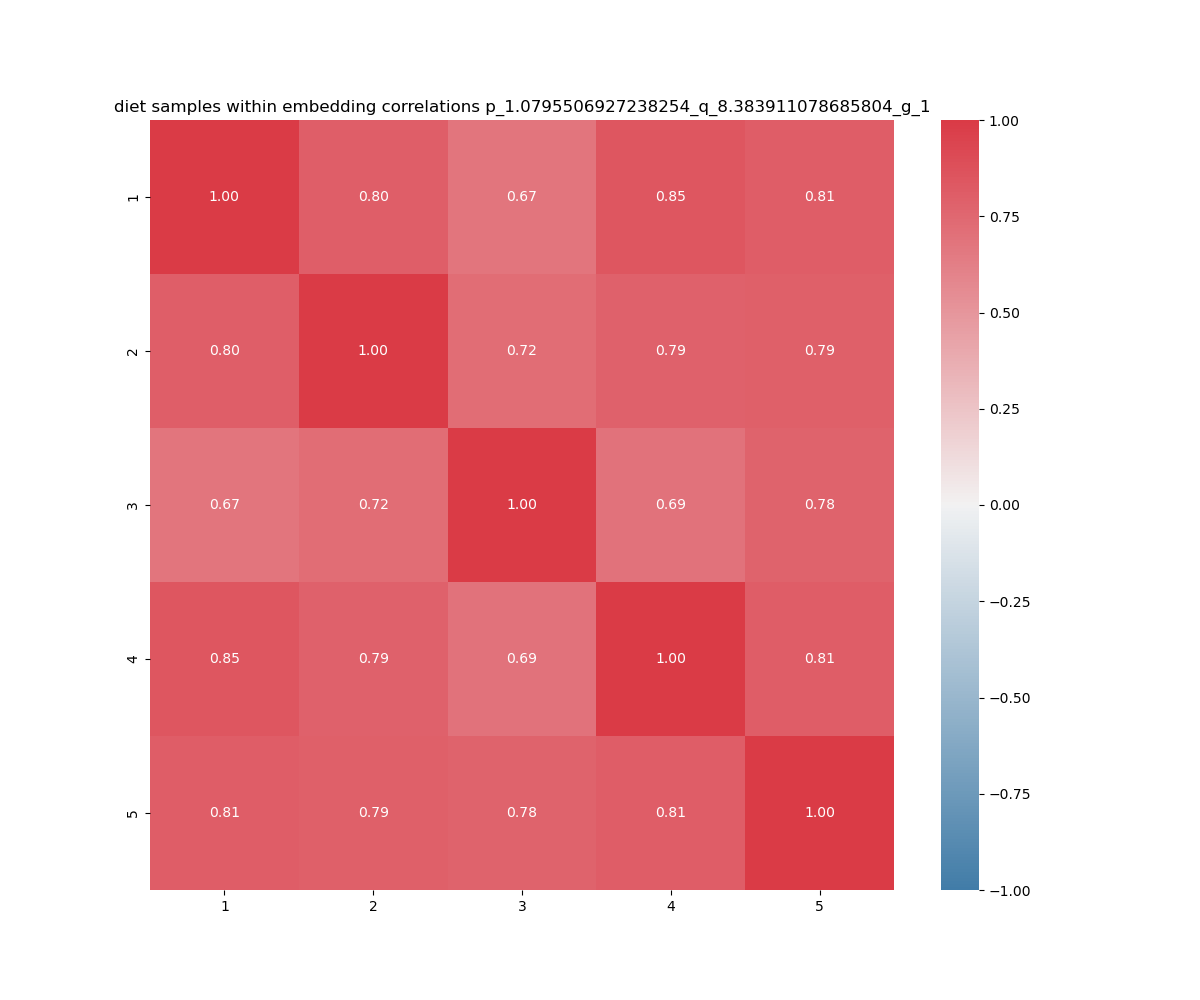 diet samples within embedding correlations p_1.0795506927238254_q_8.383911078685804_g_1
1 1.00 0.80 0.67 0.85 0.81
2 0.80 1.00 0.72 0.79 0.79
3 0.67 0.72 1.00 0.69 0.78
4 0.85 0.79 0.69 1.00 0.81
5 0.81 0.79 0.78 0.81 1.00
1 2 3 4 5
1.00
0.75
0.50
0.25
0.00
−0.25
−0.50
−0.75
−1.00